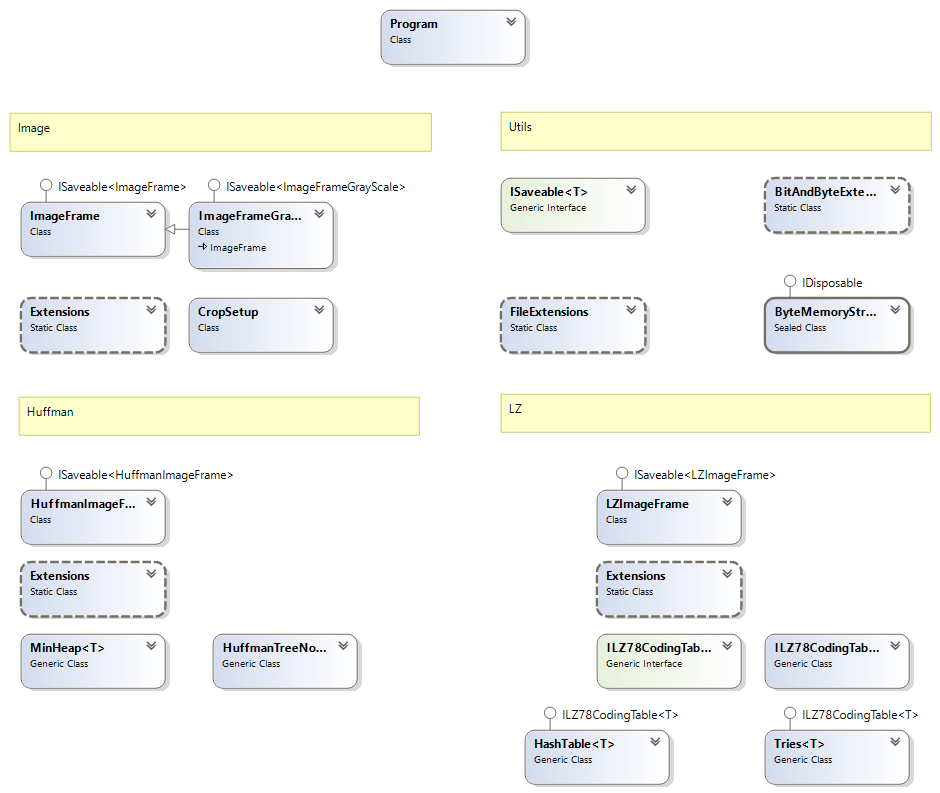 Program
Class
Image
Utils
ISaveable<ImageFrame>
ISaveable<ImageFrameGrayScale>
ImageFrame
Class
ImageFrameGra...
Class
ImageFrame
ISaveable<T>
Generic Interface
BitAndByteExte...
Static Class
Extensions
Static Class
CropSetup
Class
FileExtensions
Static Class
IDisposable
ByteMemoryStr...
Sealed Class
Huffman
LZ
ISaveable<HuffmanImageFrame>
HuffmanImageF...
Class
Extensions
Static Class
MinHeap<T>
Generic Class
HuffmanTreeNo...
Generic Class
ISaveable<LZImageFrame>
LZImageFrame
Class
Extensions
Static Class
ILZ78CodingTab...
Generic Interface
ILZ78CodingTab...
Generic Class
ILZ78CodingTable<T>
HashTable<T>
Generic Class
ILZ78CodingTable<T>
Tries<T>
Generic Class